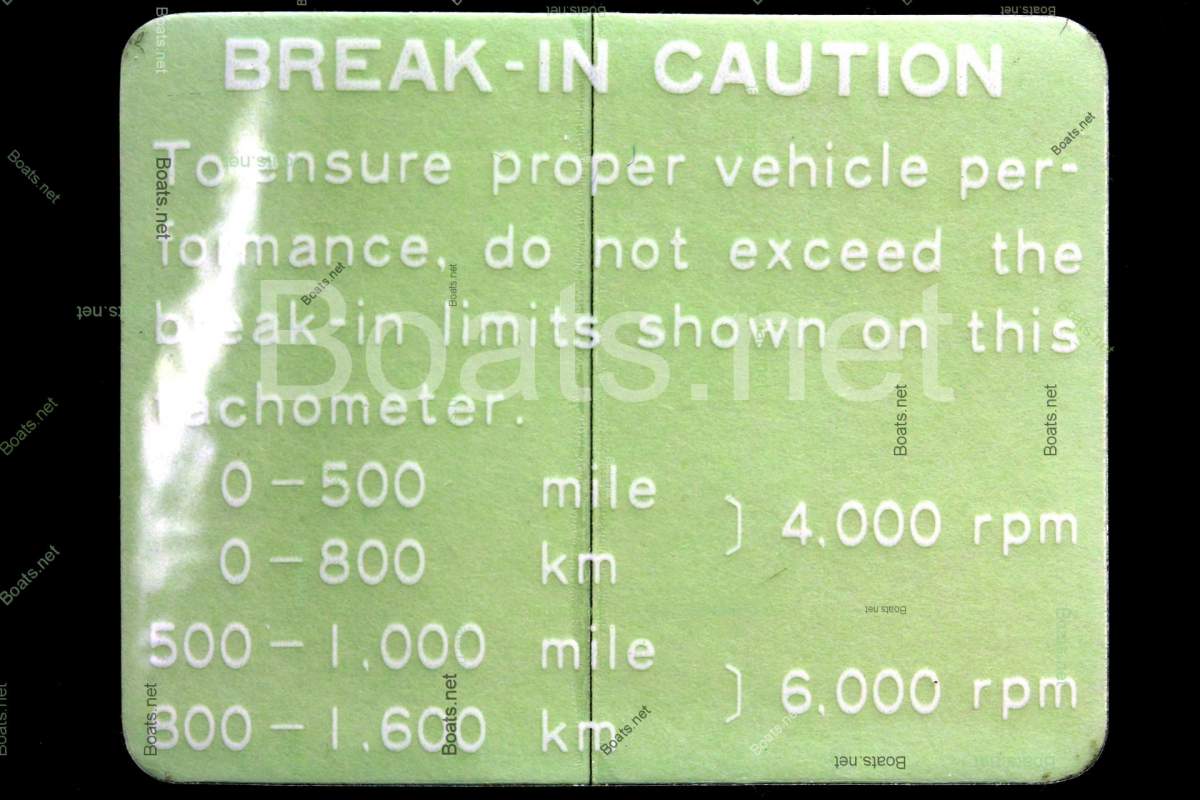 BREAK-IN CAUTION
To ensure proper vehicle per-
formance, do not exceed the
break-in limits shown on this
tachometer.
0 – 500 mile
0 – 800 km
) 4,000 rpm
500 – 1,000 mile
800 – 1,600 km
) 6,000 rpm
Boats.net